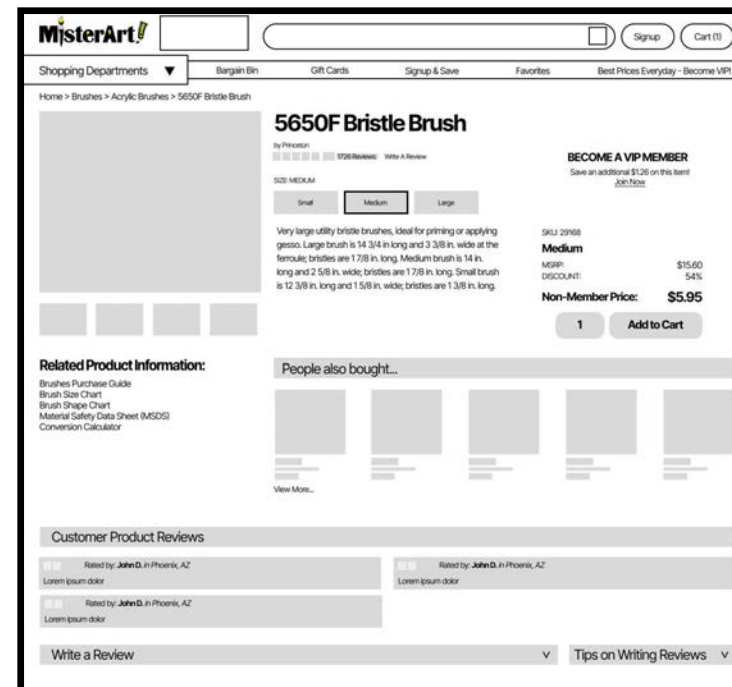 MisterArt!
Signup
Cart (1)
Shopping Departments ▼
Bargain Bin
Gift Cards
Signup & Save
Favorites
Best Prices Everyday - Become VIP!
Home > Brushes > Acrylic Brushes > 5650F Bristle Brush
5650F Bristle Brush
by Princeton
1726 Reviews
Write A Review
SIZE: MEDIUM
Small
Medium
Large
Very large utility bristle brushes, ideal for priming or applying
gesso. Large brush is 14 3/4 in long and 3 3/8 in. wide at the
ferroule; bristles are 1 7/8 in. long. Medium brush is 14 in.
long and 2 5/8 in. wide; bristles are 1 7/8 in. long. Small brush
is 12 3/8 in. long and 1 5/8 in. wide; bristles are 1 3/8 in. long.
BECOME A VIP MEMBER
Save an additional $1.26 on this item!
Join Now
SKU: 29168
Medium
MSRP: $15.60
DISCOUNT: 54%
Non-Member Price: $5.95
1
Add to Cart
Related Product Information:
Brushes Purchase Guide
Brush Size Chart
Brush Shape Chart
Material Safety Data Sheet (MSDS)
Conversion Calculator
People also bought...
View More...
Customer Product Reviews
Rated by: John D. in Phoenix, AZ
Lorem ipsum dolor
Rated by: John D. in Phoenix, AZ
Lorem ipsum dolor
Rated by: John D. in Phoenix, AZ
Lorem ipsum dolor
Write a Review v
Tips on Writing Reviews v